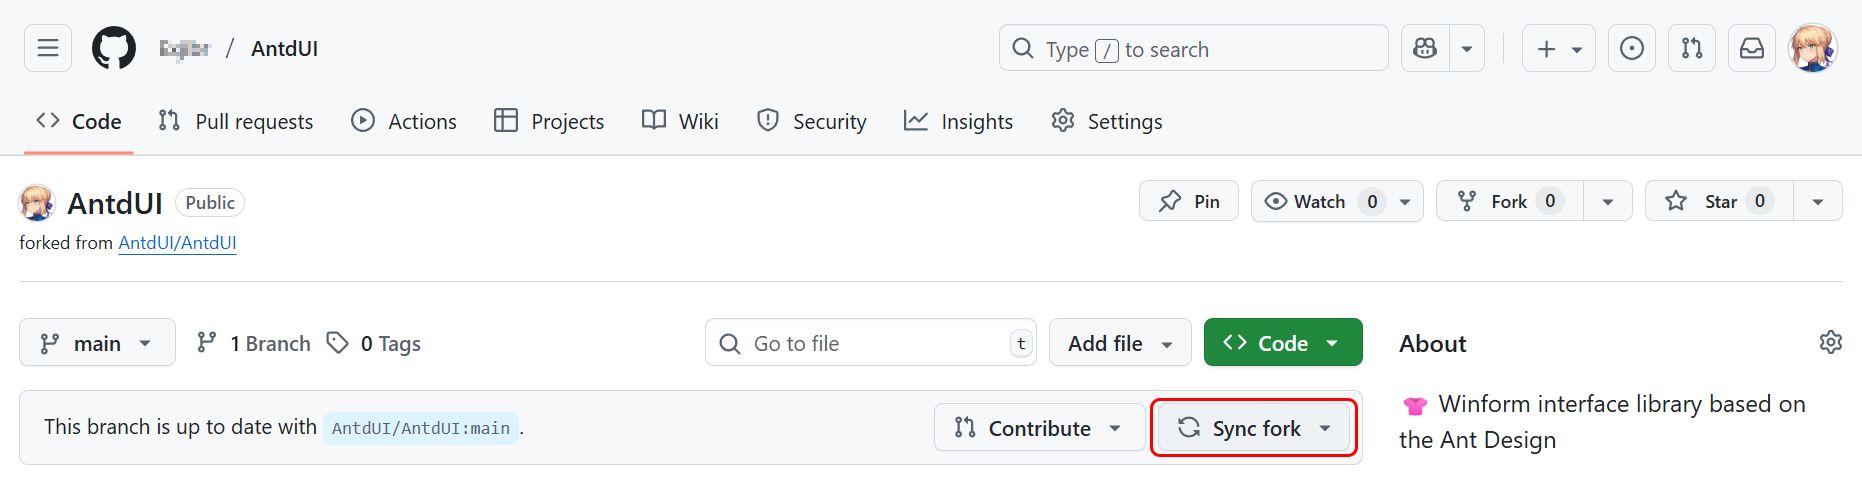 / AntdUI
Type / to search
Code Pull requests Actions Projects Wiki Security Insights Settings
AntdUI Public
Pin Watch 0 Fork 0 Star 0
forked from AntdUI/AntdUI
main 1 Branch 0 Tags Go to file t Add file Code
About
This branch is up to date with AntdUI/AntdUI:main. Contribute Sync fork
Winform interface library based on
the Ant Design